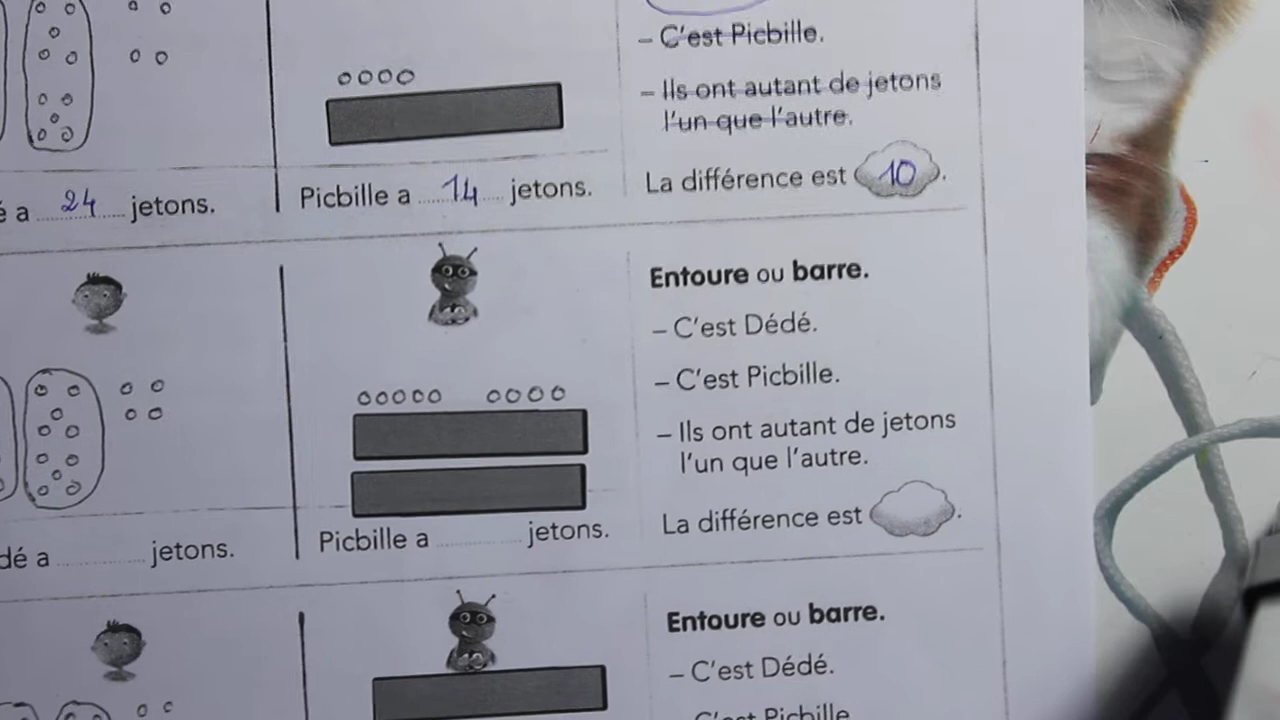 – C'est Picbille.
– Ils ont autant de jetons
l'un que l'autre.
é a 24 jetons.
Picbille a 14 jetons.
La différence est 10.
Entoure ou barre.
– C'est Dédé.
– C'est Picbille.
– Ils ont autant de jetons
l'un que l'autre.
dé a ........ jetons.
Picbille a ........ jetons.
La différence est .
Entoure ou barre.
– C'est Dédé.
C'est Picbille